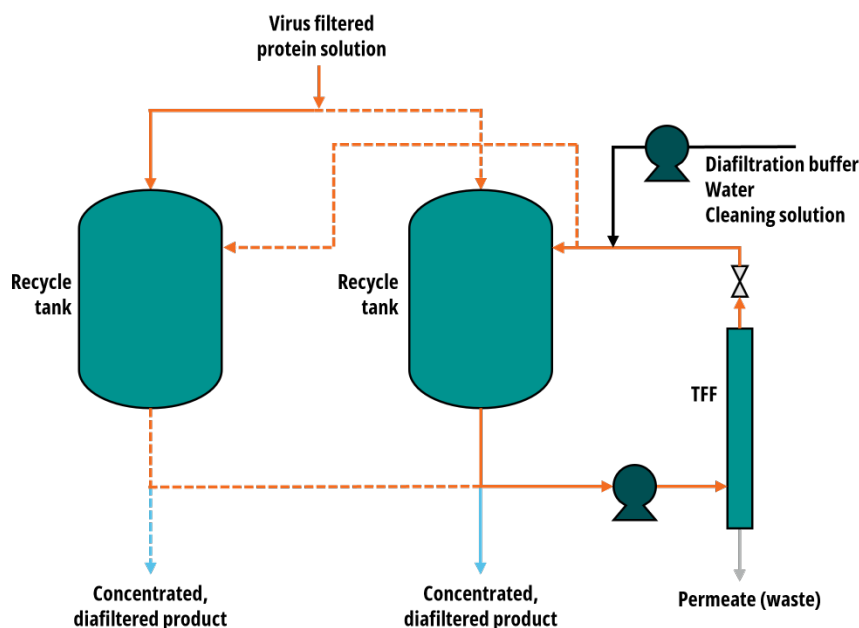 Virus filtered
protein solution
Diafiltration buffer
Water
Cleaning solution
Recycle
tank
Recycle
tank
TFF
Concentrated,
diafiltered product
Concentrated,
diafiltered product
Permeate (waste)